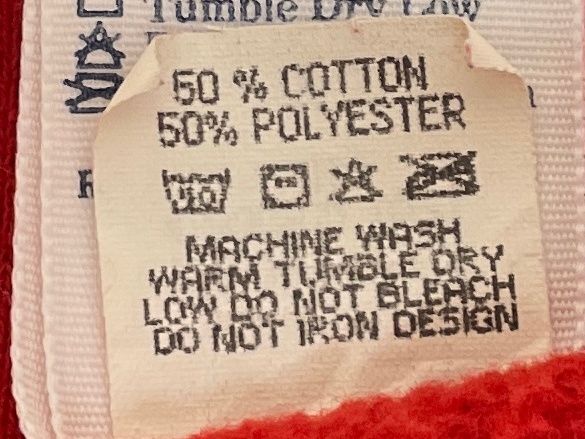 Tumble Dry Low
50 % COTTON
50% POLYESTER
MACHINE WASH
WARM TUMBLE DRY
LOW DO NOT BLEACH
DO NOT IRON DESIGN